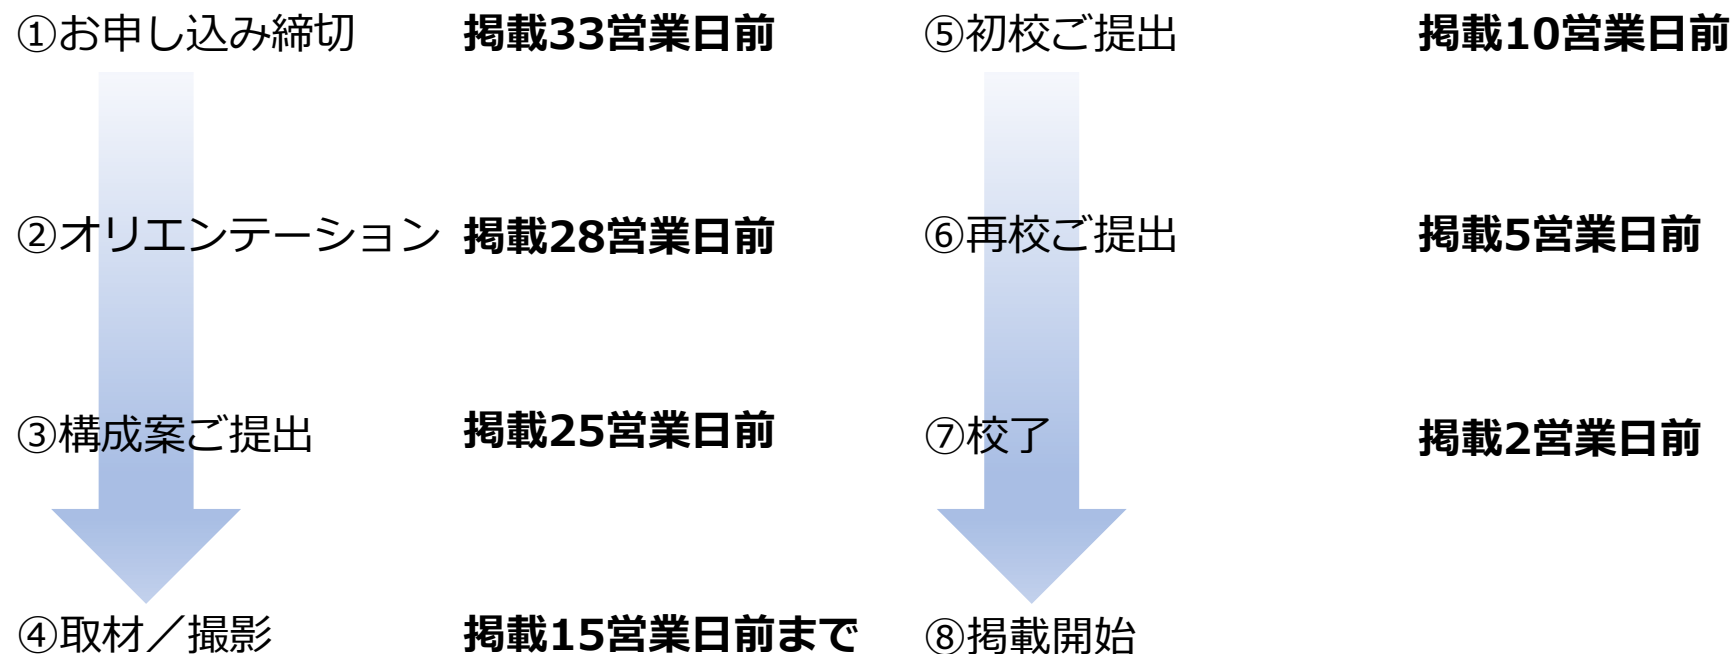 ①お申し込み締切 掲載33営業日前
②オリエンテーション 掲載28営業日前
③構成案ご提出 掲載25営業日前
④取材／撮影 掲載15営業日前まで
⑤初校ご提出 掲載10営業日前
⑥再校ご提出 掲載5営業日前
⑦校了 掲載2営業日前
⑧掲載開始